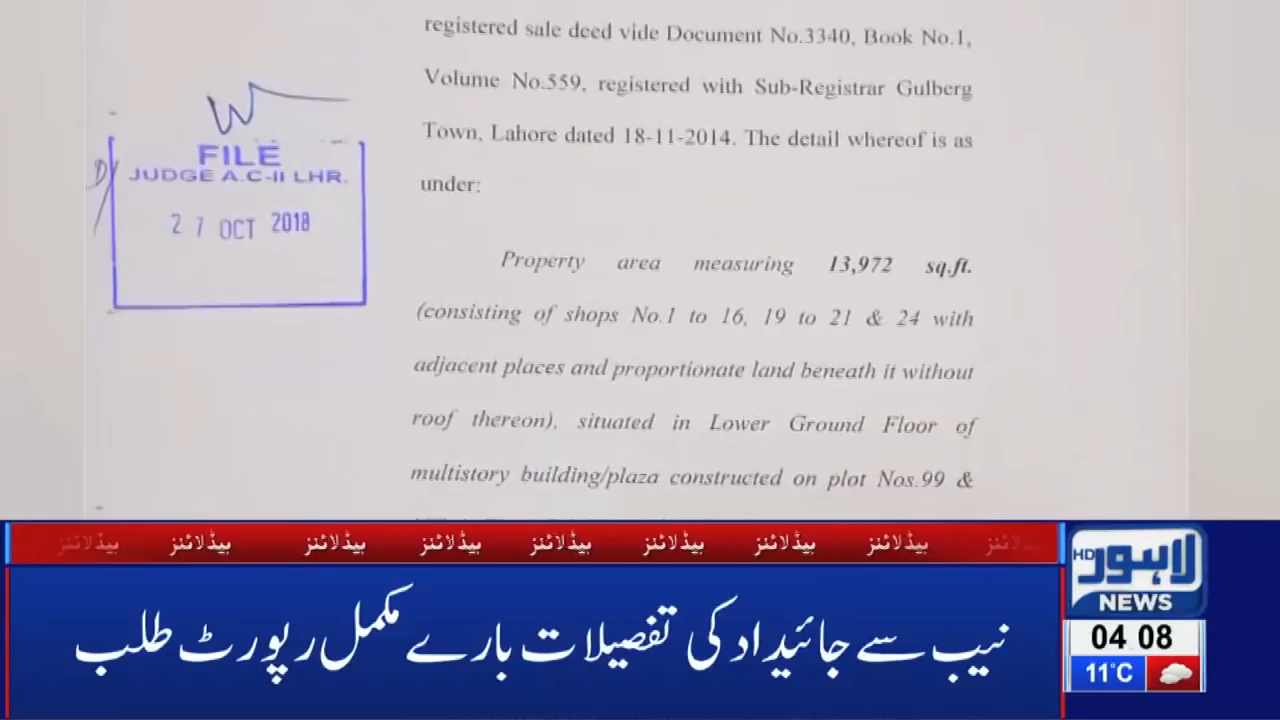 registered sale deed vide Document No.3340, Book No.1,
Volume No.559, registered with Sub-Registrar Gulberg
Town, Lahore dated 18-11-2014. The detail whereof is as
under:
FILE
JUDGE A.C-II LHR.
27 OCT 2018
Property area measuring 13,972 sq.ft.
(consisting of shops No.1 to 16, 19 to 21 & 24 with
adjacent places and proportionate land beneath it without
roof thereon), situated in Lower Ground Floor of
multistory building/plaza constructed on plot Nos.99 &
ہیڈلائنز ہیڈلائنز ہیڈلائنز ہیڈلائنز ہیڈلائنز ہیڈلائنز ہیڈلائنز ہیڈلائنز
نیب سے جائیداد کی تفصیلات بارے مکمل رپورٹ طلب
HD لاہور
NEWS
04 08
11°C